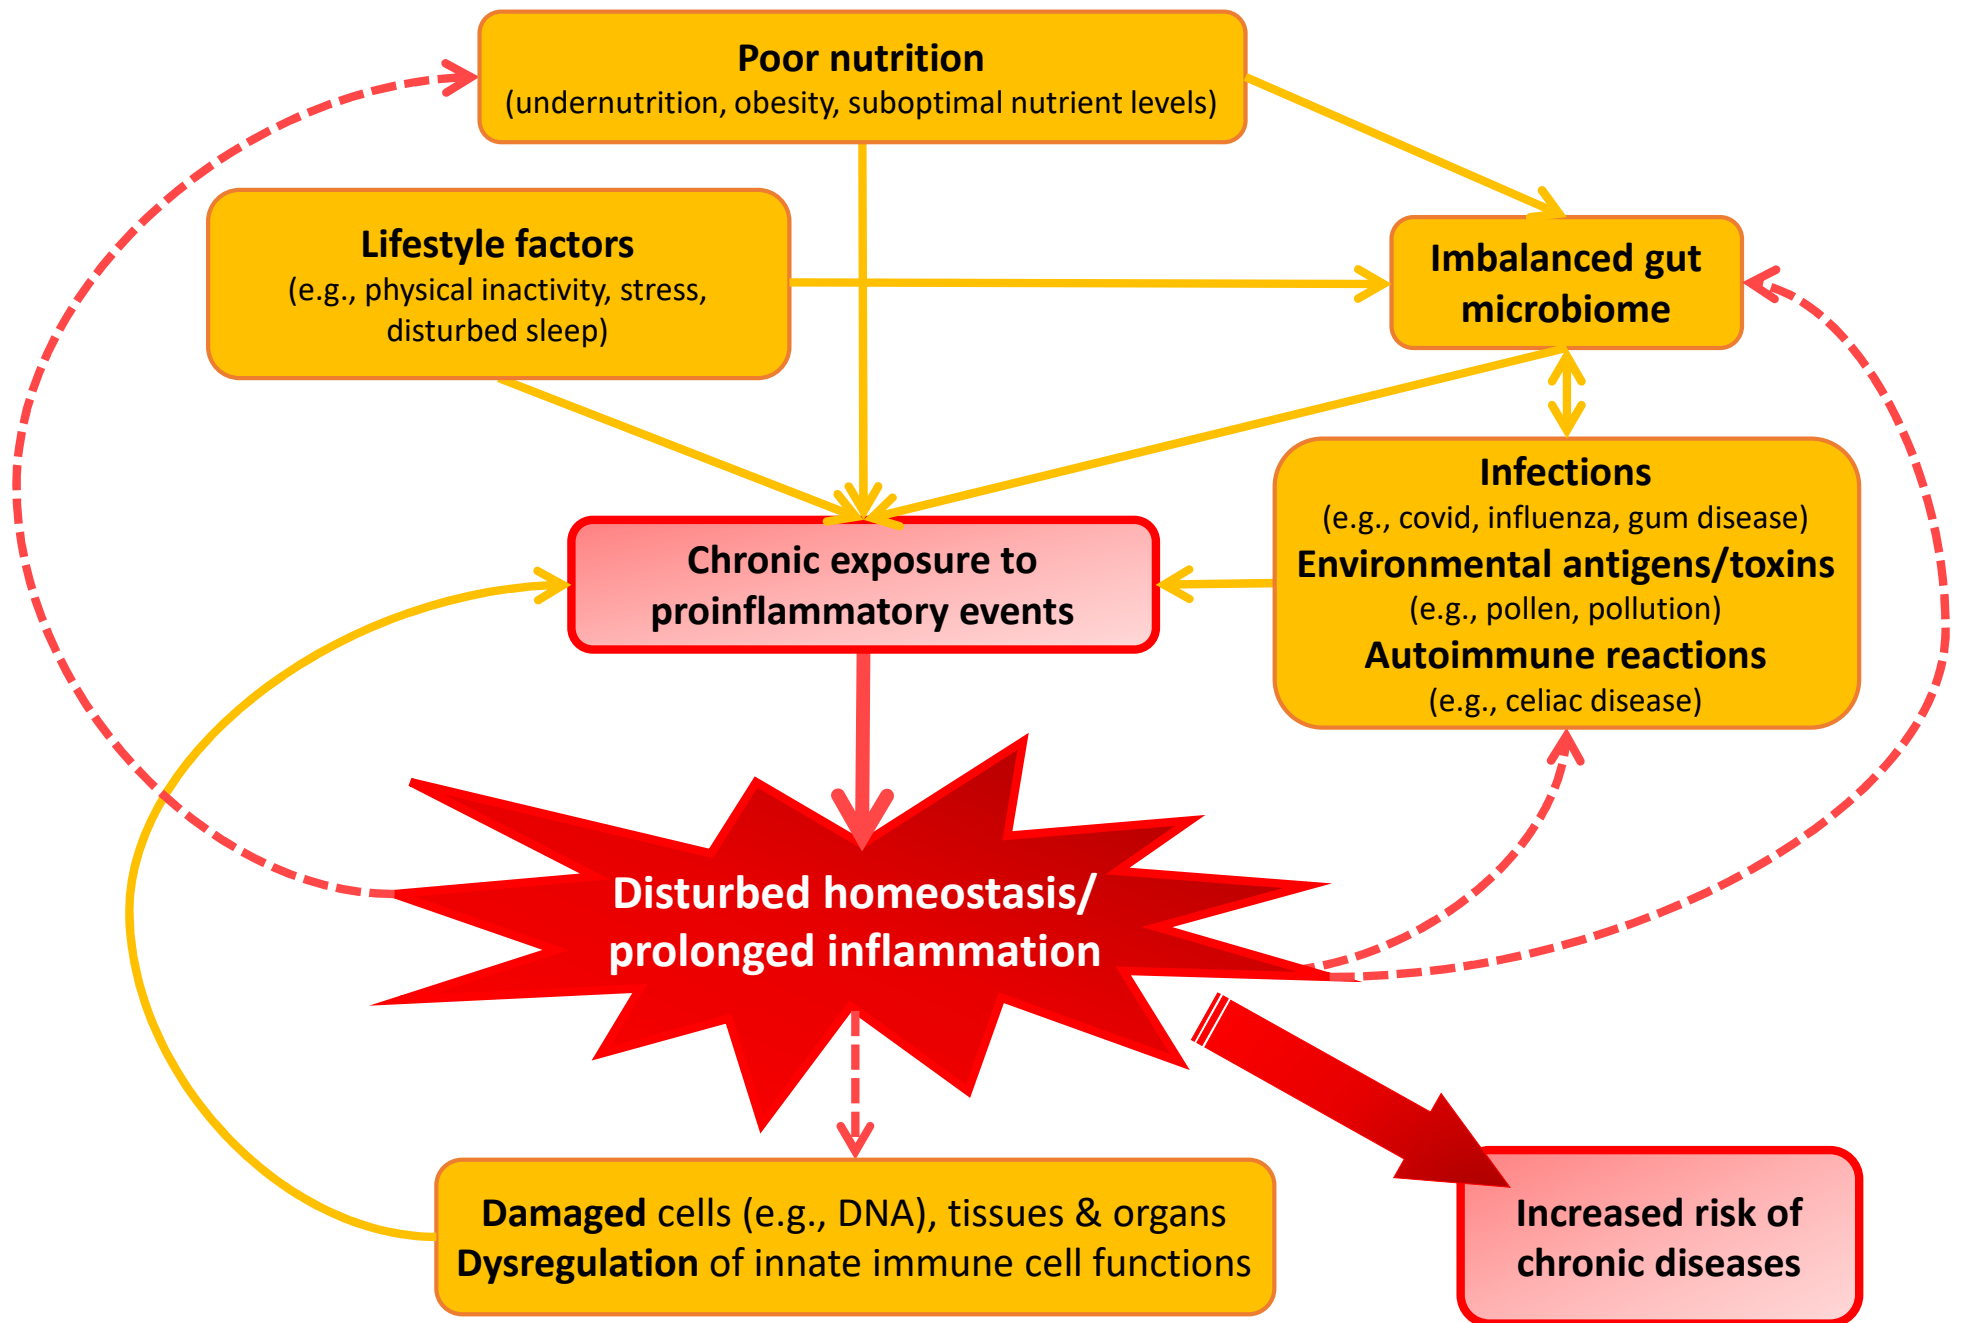 Poor nutrition
(undernutrition, obesity, suboptimal nutrient levels)
Lifestyle factors
(e.g., physical inactivity, stress,
disturbed sleep)
Imbalanced gut
microbiome
Infections
(e.g., covid, influenza, gum disease)
Environmental antigens/toxins
(e.g., pollen, pollution)
Autoimmune reactions
(e.g., celiac disease)
Chronic exposure to
proinflammatory events
Disturbed homeostasis/
prolonged inflammation
Damaged cells (e.g., DNA), tissues & organs
Dysregulation of innate immune cell functions
Increased risk of
chronic diseases